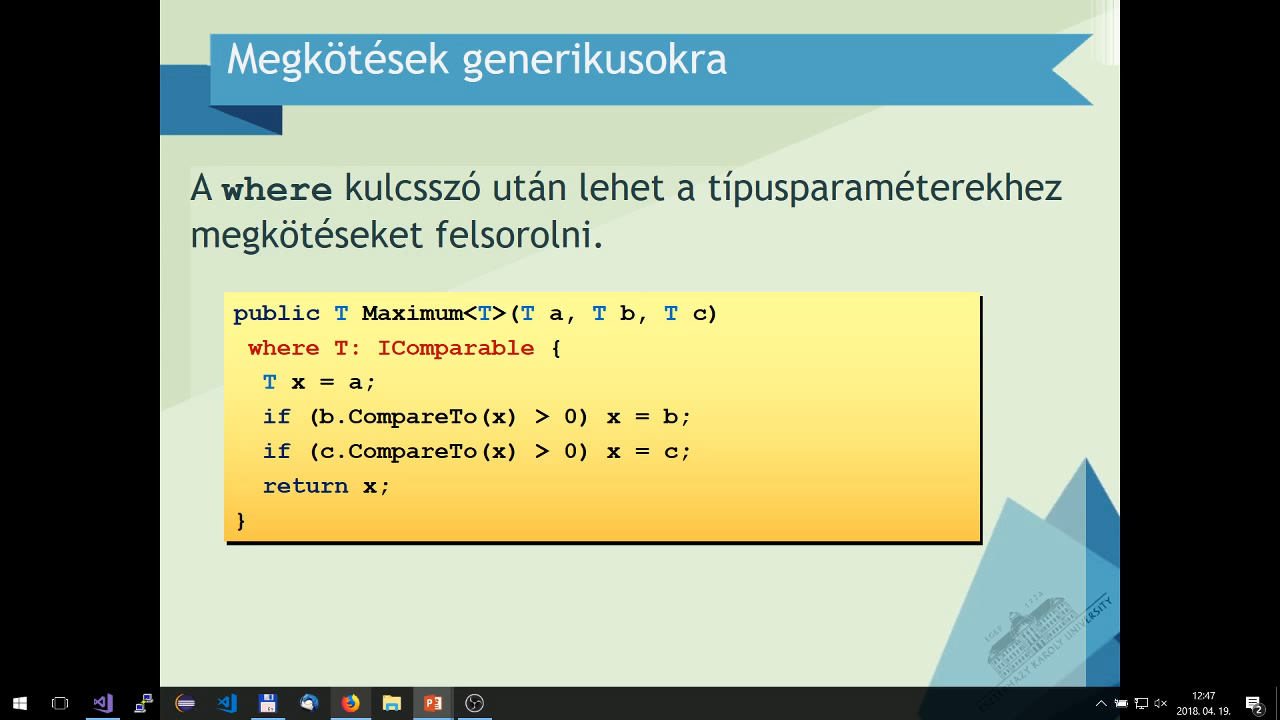 Megkötések generikusokra
A where kulcsszó után lehet a típusparaméterekhez
megkötéseket felsorolni.
public T Maximum<T>(T a, T b, T c)
where T: IComparable {
T x = a;
if (b.CompareTo(x) > 0) x = b;
if (c.CompareTo(x) > 0) x = c;
return x;
}
12:47
2018. 04. 19.
2